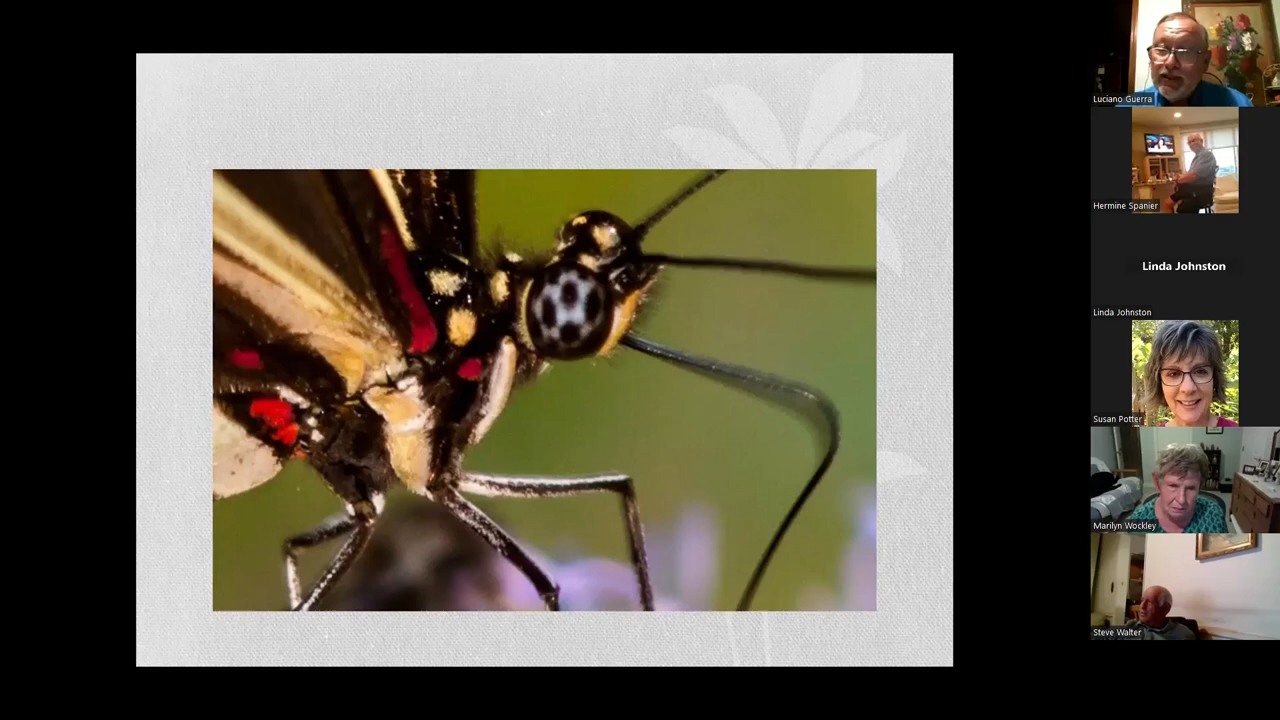 Luciano Guerra
Hermine Spanier
Linda Johnston
Linda Johnston
Susan Potter
Marilyn Wockley
Steve Walter